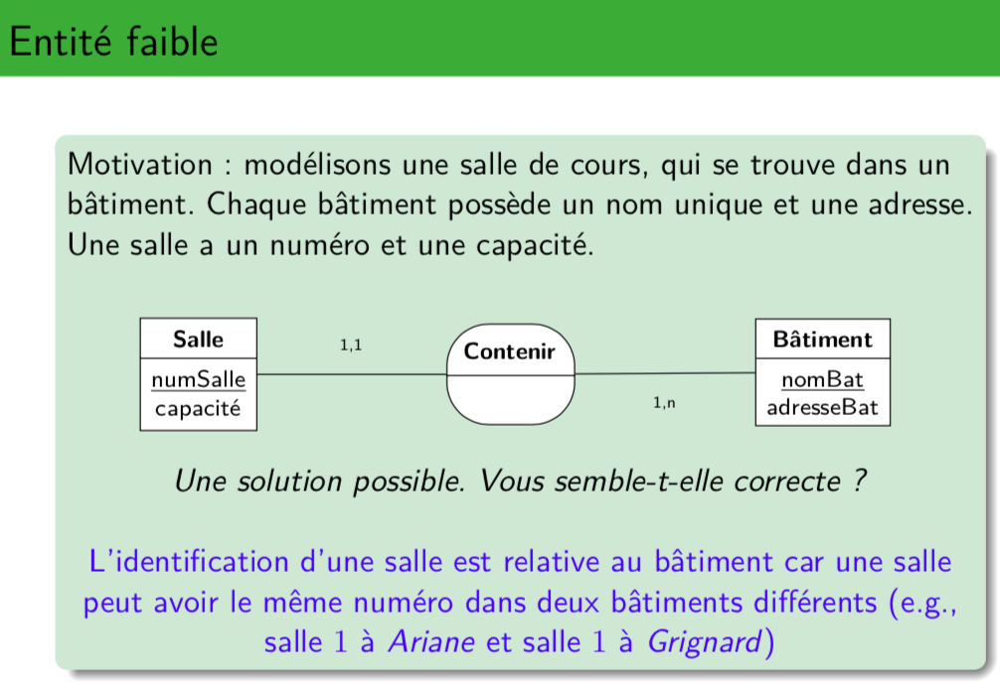 Entité faible
Motivation : modélisons une salle de cours, qui se trouve dans un
bâtiment. Chaque bâtiment possède un nom unique et une adresse.
Une salle a un numéro et une capacité.
Salle
numSalle
capacité
1,1
Contenir
1,n
Bâtiment
nomBat
adresseBat
Une solution possible. Vous semble-t-elle correcte ?
L'identification d'une salle est relative au bâtiment car une salle
peut avoir le même numéro dans deux bâtiments différents (e.g.,
salle 1 à Ariane et salle 1 à Grignard)